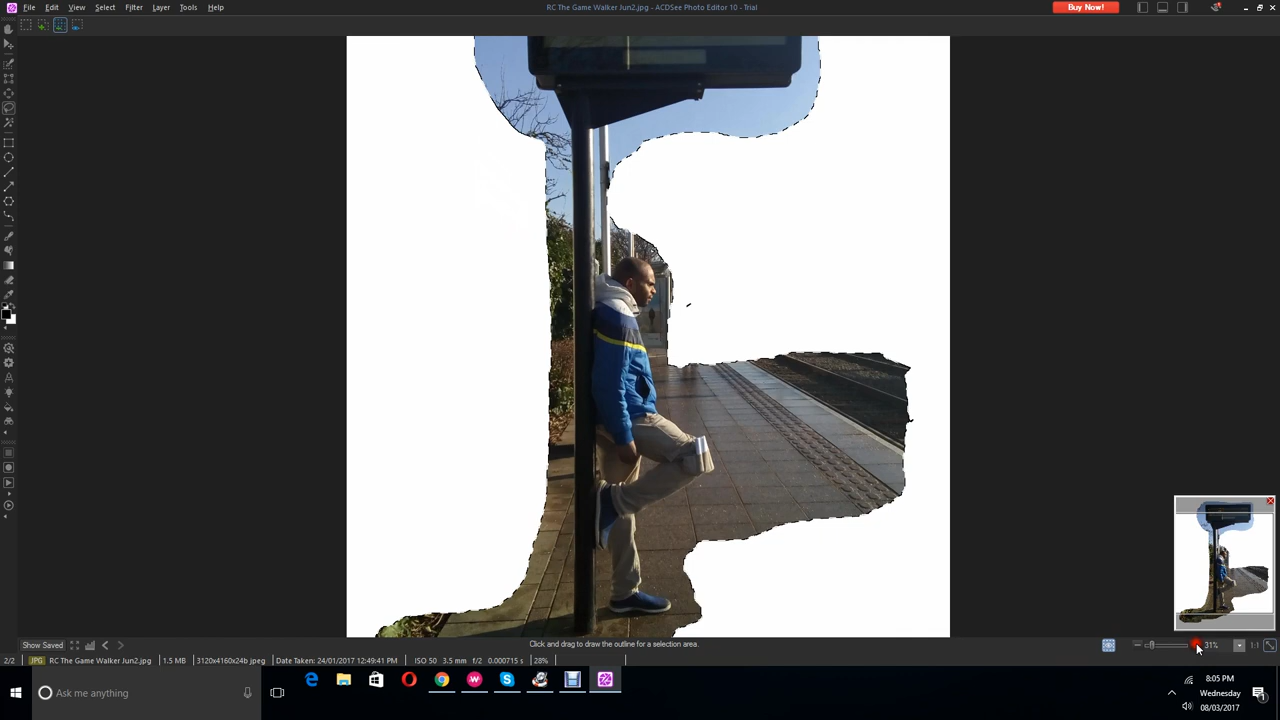 File Edit View Select Filter Layer Tools Help
RC The Game Walker Jun2.jpg - ACDSee Photo Editor 10 - Trial
Buy Now!
Show Saved
Click and drag to draw the outline for a selection area.
31%
1:1
2/2 JPG RC The Game Walker Jun2.jpg 1.5 MB 3120x4160x24b jpeg Date Taken: 24/01/2017 12:49:41 PM ISO 50 3.5 mm f/2 0.000715 s 28%
Ask me anything
8:05 PM
Wednesday
08/03/2017